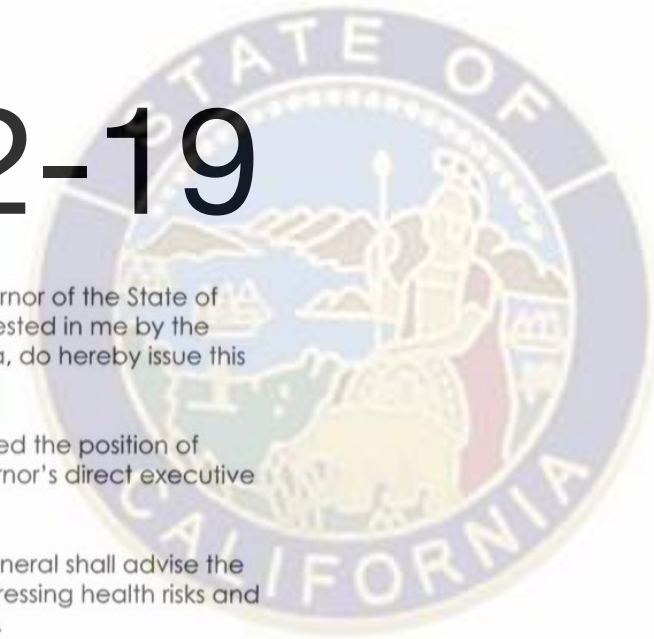 STATE OF
2-19
rnor of the State of
ested in me by the
a, do hereby issue this
ed the position of
rnor's direct executive
neral shall advise the
ressing health risks and
CALIFORNIA